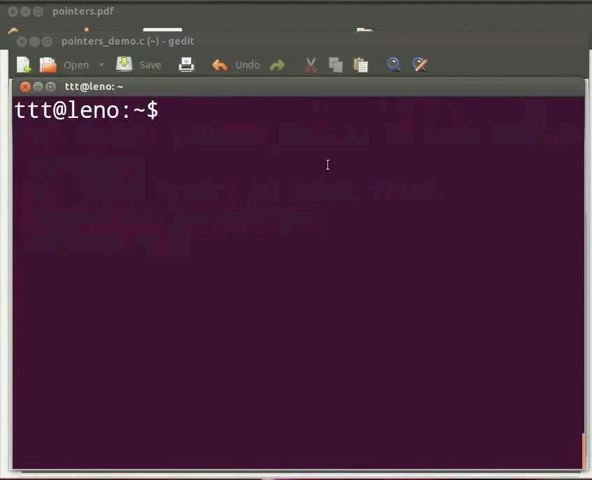 pointers.pdf
pointers_demo.c (~) - gedit
Open Save Undo
ttt@leno: ~
ttt@leno:~$